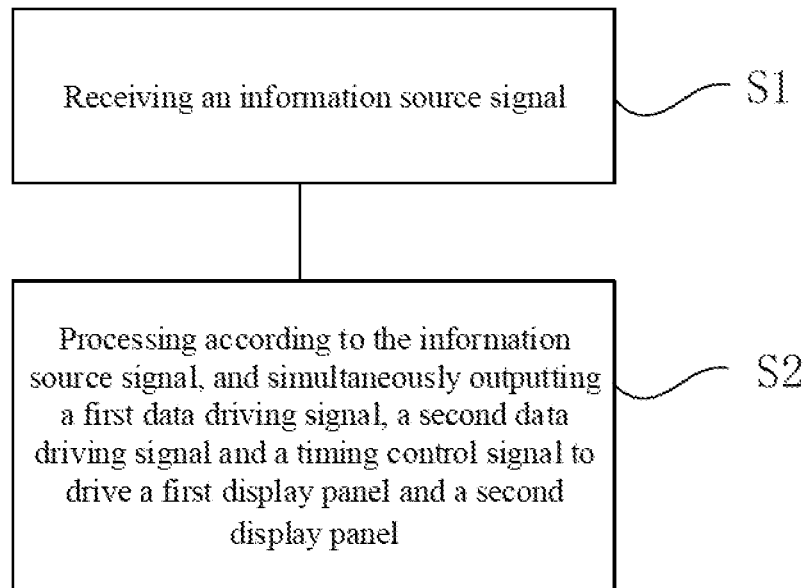 Receiving an information source signal
S1
Processing according to the information
source signal, and simultaneously outputting
a first data driving signal, a second data
driving signal and a timing control signal to
drive a first display panel and a second
display panel
S2